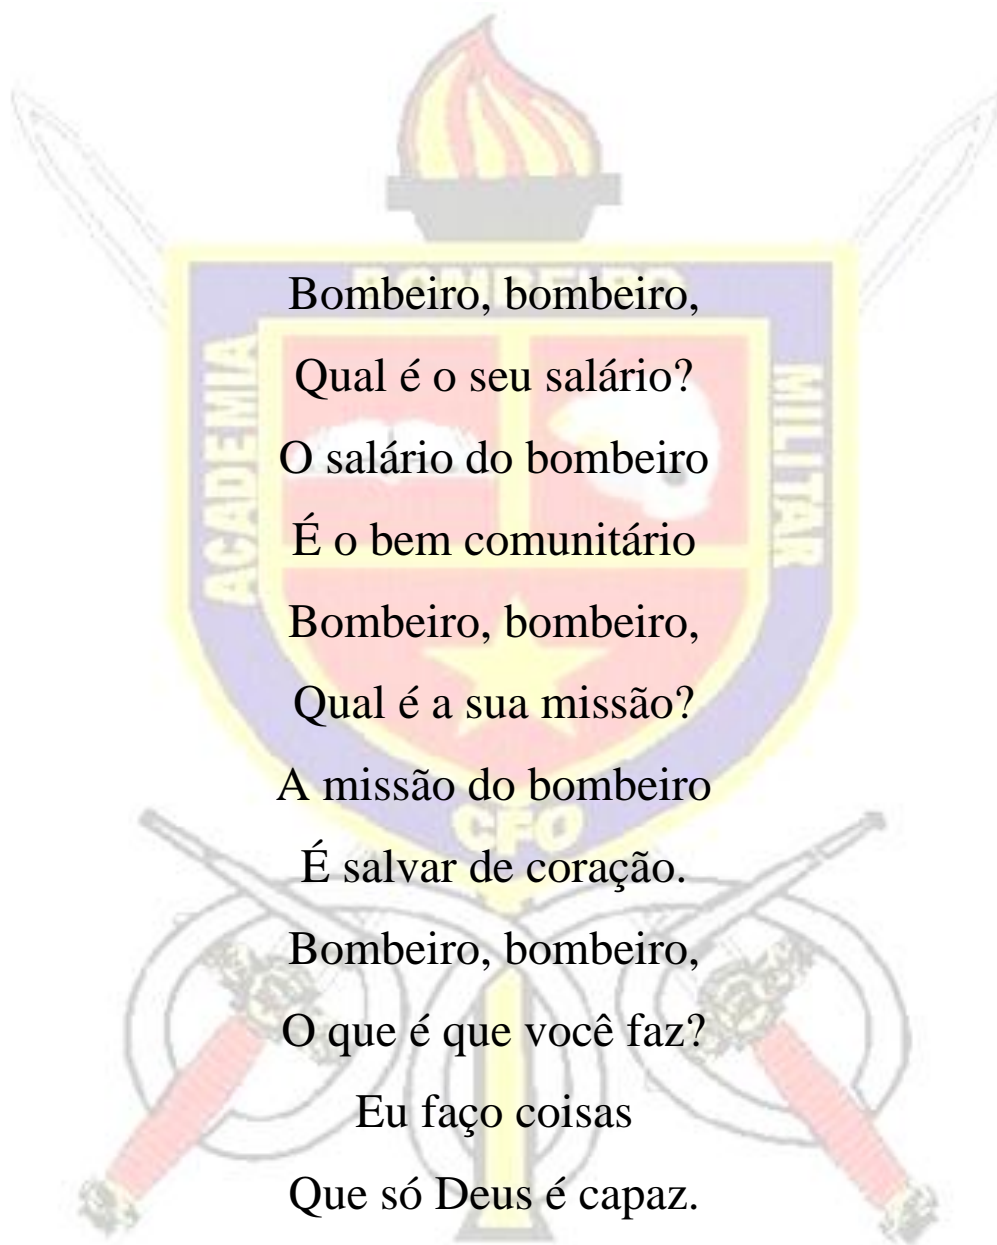 BOMBEIRO
Bombeiro, bombeiro,
Qual é o seu salário?
O salário do bombeiro
É o bem comunitário
Bombeiro, bombeiro,
Qual é a sua missão?
A missão do bombeiro
É salvar de coração.
Bombeiro, bombeiro,
O que é que você faz?
Eu faço coisas
Que só Deus é capaz.
ACADEMIA
MILITAR
CFO